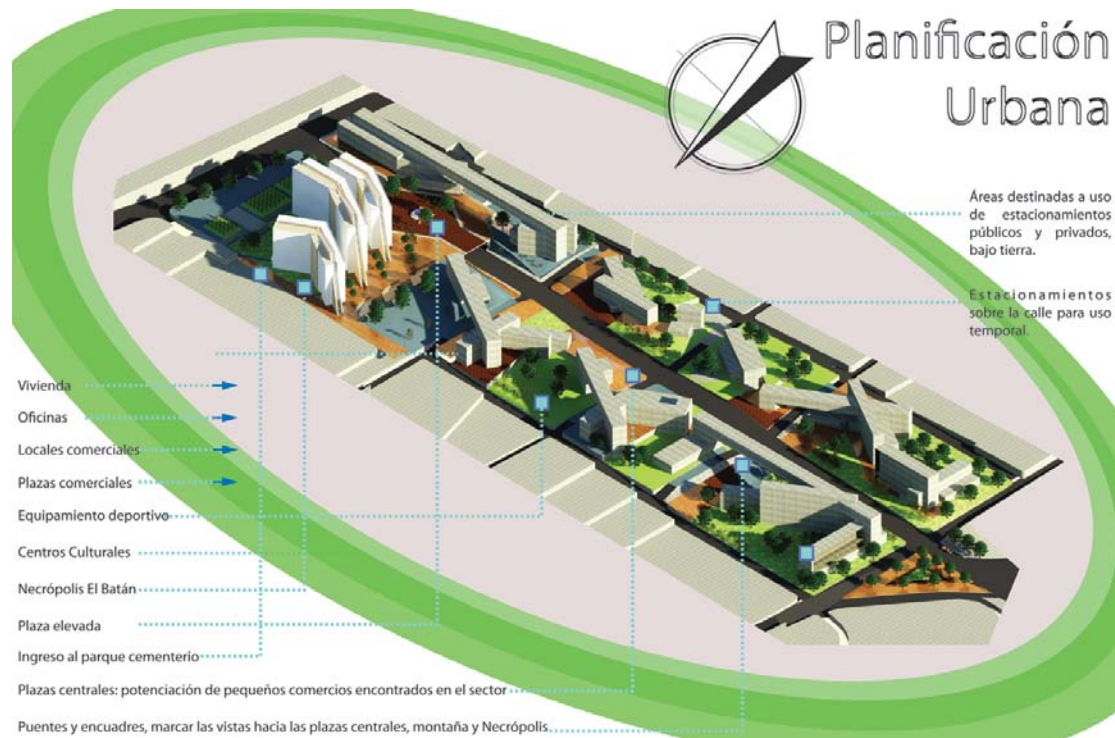 Planificación
Urbana
Áreas destinadas a uso
de estacionamientos
públicos y privados,
bajo tierra.
Estacionamientos
sobre la calle para uso
temporal.
Vivienda
Oficinas
Locales comerciales
Plazas comerciales
Equipamiento deportivo
Centros Culturales
Necrópolis El Batán
Plaza elevada
Ingreso al parque cementerio
Plazas centrales: potenciación de pequeños comercios encontrados en el sector
Puentes y encuadres, marcar las vistas hacia las plazas centrales, montaña y Necrópolis.